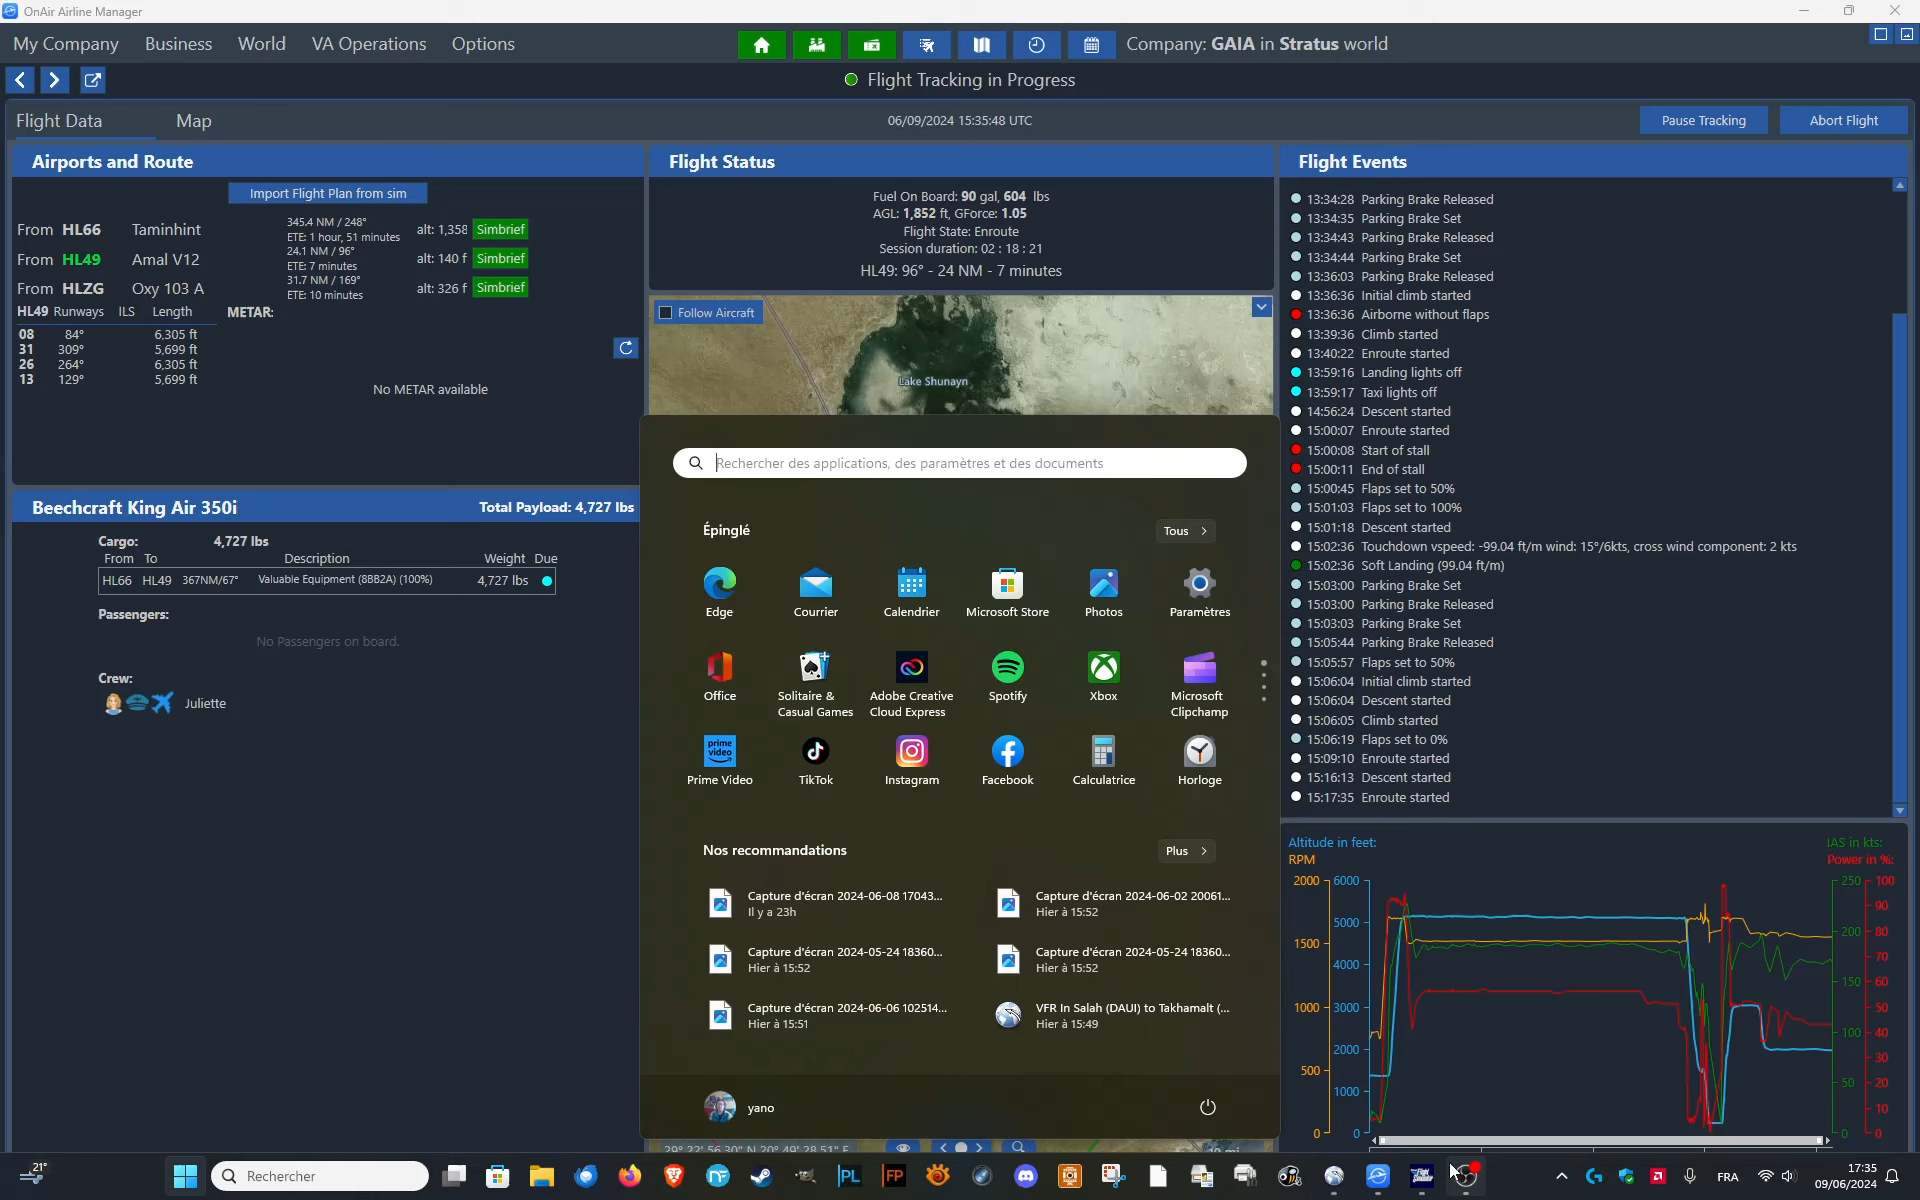 OnAir Airline Manager
My Company Business World VA Operations Options
Company: GAIA in Stratus world
Flight Tracking in Progress
Flight Data Map
06/09/2024 15:35:48 UTC
Pause Tracking
Abort Flight
Airports and Route
Import Flight Plan from sim
From HL66 Taminhint
345.4 NM / 248°
ETE: 1 hour, 51 minutes
alt: 1,358
Simbrief
From HL49 Amal V12
24.1 NM / 96°
ETE: 7 minutes
alt: 140 f
Simbrief
From HLZG Oxy 103 A
31.7 NM / 169°
ETE: 10 minutes
alt: 326 f
Simbrief
HL49 Runways ILS Length
METAR:
08 84° 6,305 ft
31 309° 5,699 ft
26 264° 6,305 ft
13 129° 5,699 ft
No METAR available
Beechcraft King Air 350i
Total Payload: 4,727 lbs
Cargo: 4,727 lbs
From To Description Weight Due
HL66 HL49 367NM/67° Valuable Equipment (8BB2A) (100%) 4,727 lbs
Passengers:
No Passengers on board.
Crew:
Juliette
Flight Status
Fuel On Board: 90 gal, 604 lbs
AGL: 1,852 ft, GForce: 1.05
Flight State: Enroute
Session duration: 02 : 18 : 21
HL49: 96° - 24 NM - 7 minutes
Follow Aircraft
Lake Shunayn
Rechercher des applications, des paramètres et des documents
Épinglé
Tous
Edge
Courrier
Calendrier
Microsoft Store
Photos
Paramètres
Office
Solitaire &
Casual Games
Adobe Creative
Cloud Express
Spotify
Xbox
Microsoft
Clipchamp
prime
video
Prime Video
TikTok
Instagram
Facebook
Calculatrice
Horloge
Nos recommandations
Plus
Capture d'écran 2024-06-08 17043...
Il y a 23h
Capture d'écran 2024-06-02 20061...
Hier à 15:52
Capture d'écran 2024-05-24 18360...
Hier à 15:52
Capture d'écran 2024-05-24 18360...
Hier à 15:52
Capture d'écran 2024-06-06 102514...
Hier à 15:51
VFR In Salah (DAUI) to Takhamalt (...
Hier à 15:49
yano
Flight Events
13:34:28 Parking Brake Released
13:34:35 Parking Brake Set
13:34:43 Parking Brake Released
13:34:44 Parking Brake Set
13:36:03 Parking Brake Released
13:36:36 Initial climb started
13:36:36 Airborne without flaps
13:39:36 Climb started
13:40:22 Enroute started
13:59:16 Landing lights off
13:59:17 Taxi lights off
14:56:24 Descent started
15:00:07 Enroute started
15:00:08 Start of stall
15:00:11 End of stall
15:00:45 Flaps set to 50%
15:01:03 Flaps set to 100%
15:01:18 Descent started
15:02:36 Touchdown vspeed: -99.04 ft/m wind: 15°/6kts, cross wind component: 2 kts
15:02:36 Soft Landing (99.04 ft/m)
15:03:00 Parking Brake Set
15:03:00 Parking Brake Released
15:03:03 Parking Brake Set
15:05:44 Parking Brake Released
15:05:57 Flaps set to 50%
15:06:04 Initial climb started
15:06:04 Descent started
15:06:05 Climb started
15:06:19 Flaps set to 0%
15:09:10 Enroute started
15:16:13 Descent started
15:17:35 Enroute started
Altitude in feet:
IAS in kts:
RPM
Power in %:
2000 6000 250 100
90
5000 200 80
1500 4000 70
150 60
1000 3000 50
100 40
2000 30
500 50 20
1000 10
0 0 0 0
21°
Rechercher
PL
FP
FRA
17:35
09/06/2024